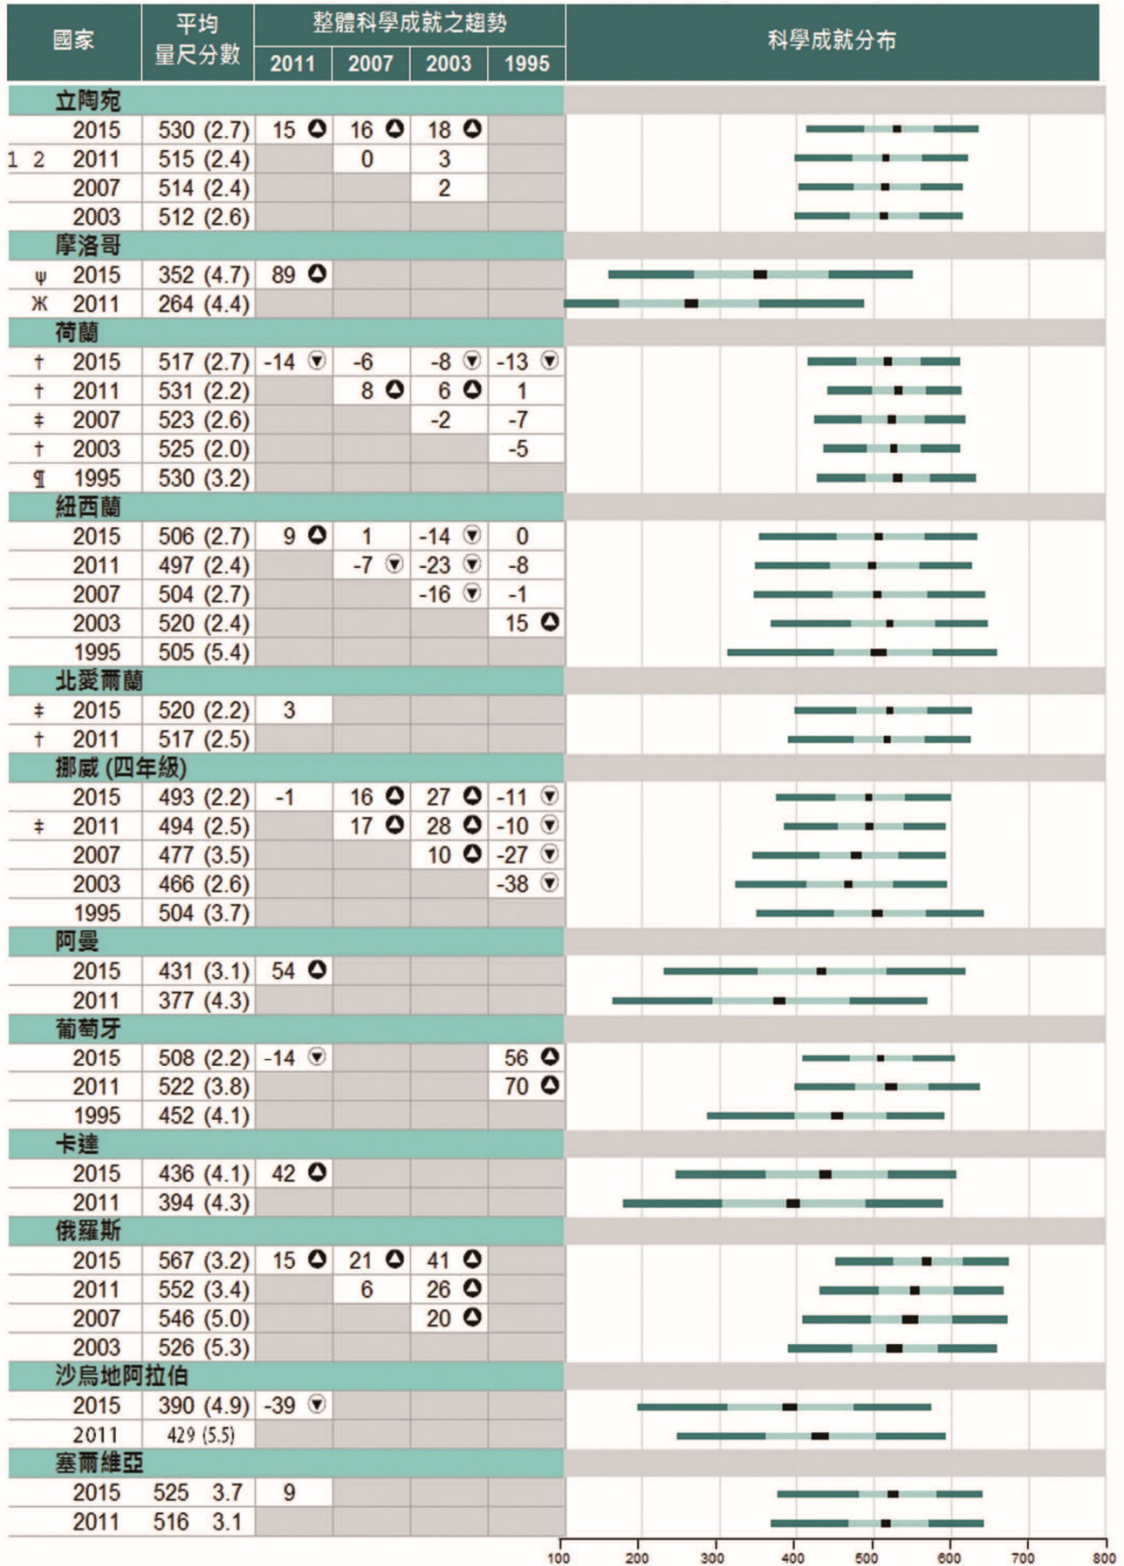 國家 平均量尺分數 整體科學成就之趨勢 科學成就分布
2011 2007 2003 1995
立陶宛
2015 530 (2.7) 15 ▲ 16 ▲ 18 ▲
1 2 2011 515 (2.4) 0 3
2007 514 (2.4) 2
2003 512 (2.6)
摩洛哥
ψ 2015 352 (4.7) 89 ▲
Ж 2011 264 (4.4)
荷蘭
† 2015 517 (2.7) -14 ▼ -6 -8 ▼ -13 ▼
† 2011 531 (2.2) 8 ▲ 6 ▲ 1
‡ 2007 523 (2.6) -2 -7
† 2003 525 (2.0) -5
¶ 1995 530 (3.2)
紐西蘭
2015 506 (2.7) 9 ▲ 1 -14 ▼ 0
2011 497 (2.4) -7 ▼ -23 ▼ -8
2007 504 (2.7) -16 ▼ -1
2003 520 (2.4) 15 ▲
1995 505 (5.4)
北愛爾蘭
‡ 2015 520 (2.2) 3
† 2011 517 (2.5)
挪威 (四年級)
2015 493 (2.2) -1 16 ▲ 27 ▲ -11 ▼
‡ 2011 494 (2.5) 17 ▲ 28 ▲ -10 ▼
2007 477 (3.5) 10 ▲ -27 ▼
2003 466 (2.6) -38 ▼
1995 504 (3.7)
阿曼
2015 431 (3.1) 54 ▲
2011 377 (4.3)
葡萄牙
2015 508 (2.2) -14 ▼ 56 ▲
2011 522 (3.8) 70 ▲
1995 452 (4.1)
卡達
2015 436 (4.1) 42 ▲
2011 394 (4.3)
俄羅斯
2015 567 (3.2) 15 ▲ 21 ▲ 41 ▲
2011 552 (3.4) 6 26 ▲
2007 546 (5.0) 20 ▲
2003 526 (5.3)
沙烏地阿拉伯
2015 390 (4.9) -39 ▼
2011 429 (5.5)
塞爾維亞
2015 525 3.7 9
2011 516 3.1
100 200 300 400 500 600 700 800